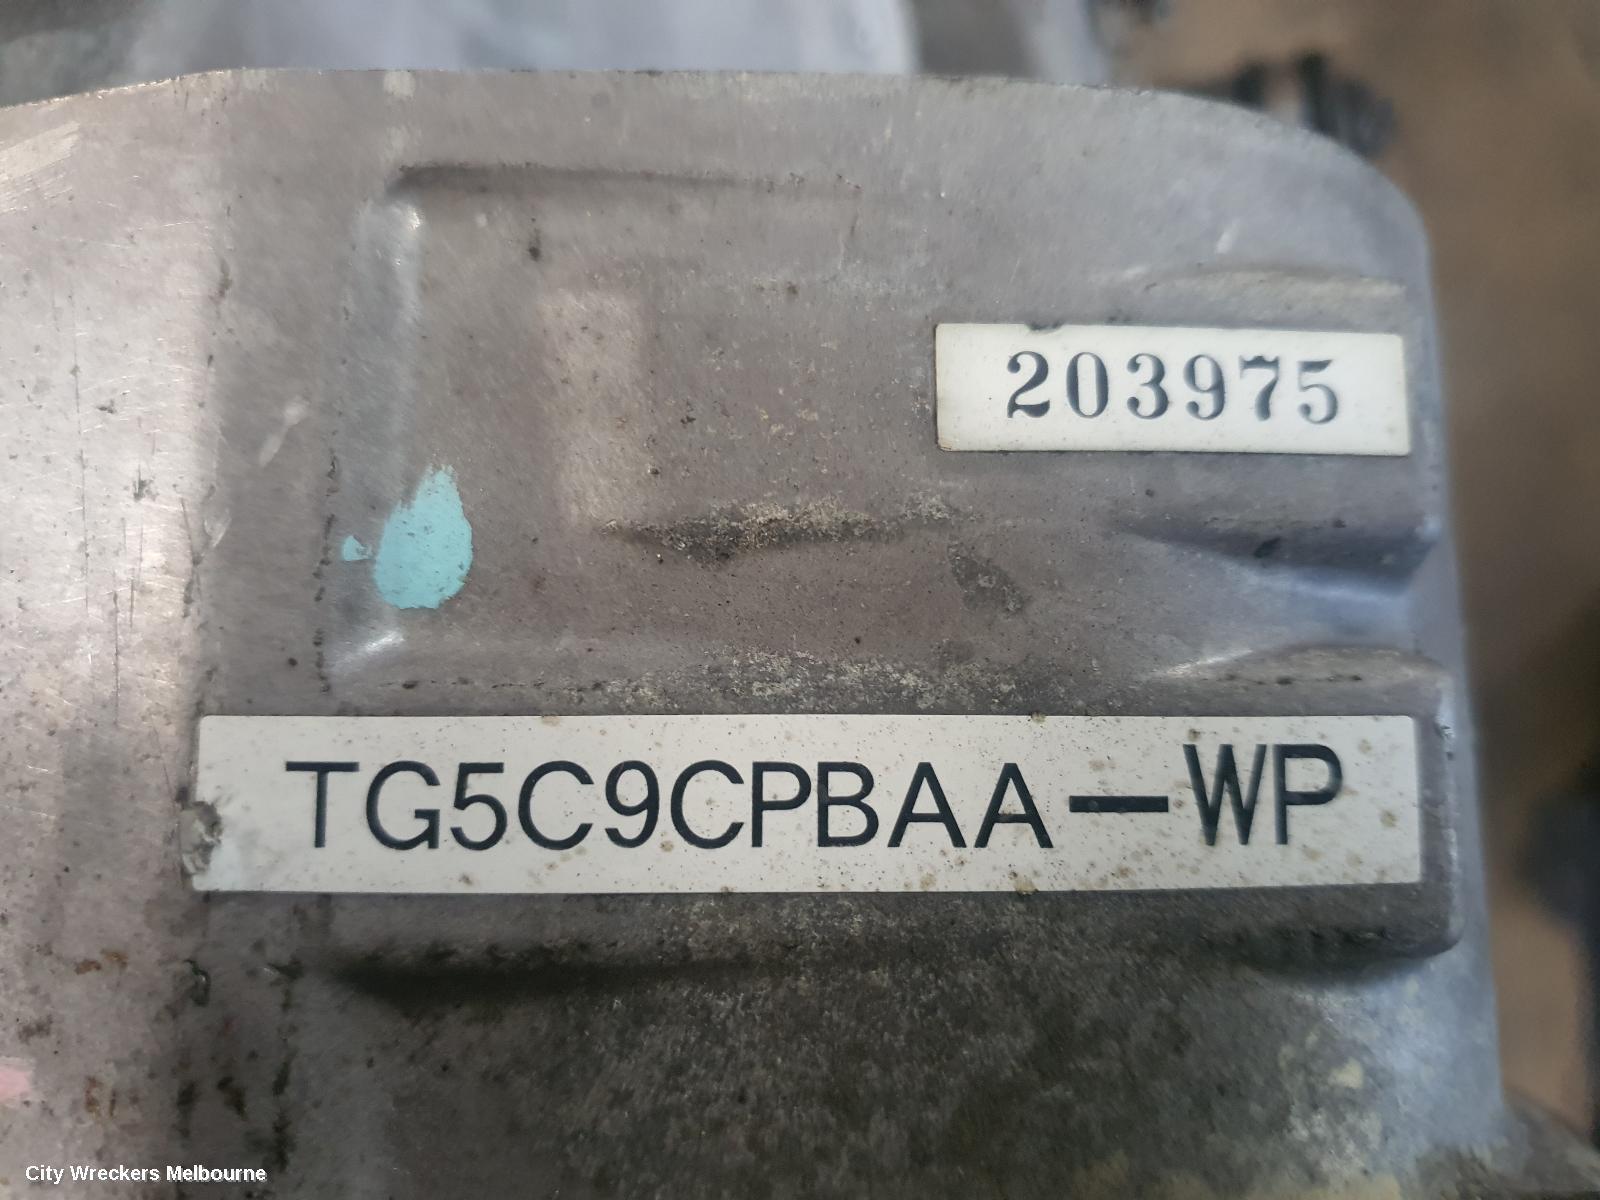 203975
TG5C9CPBAA-WP
City Wreckers Melbourne